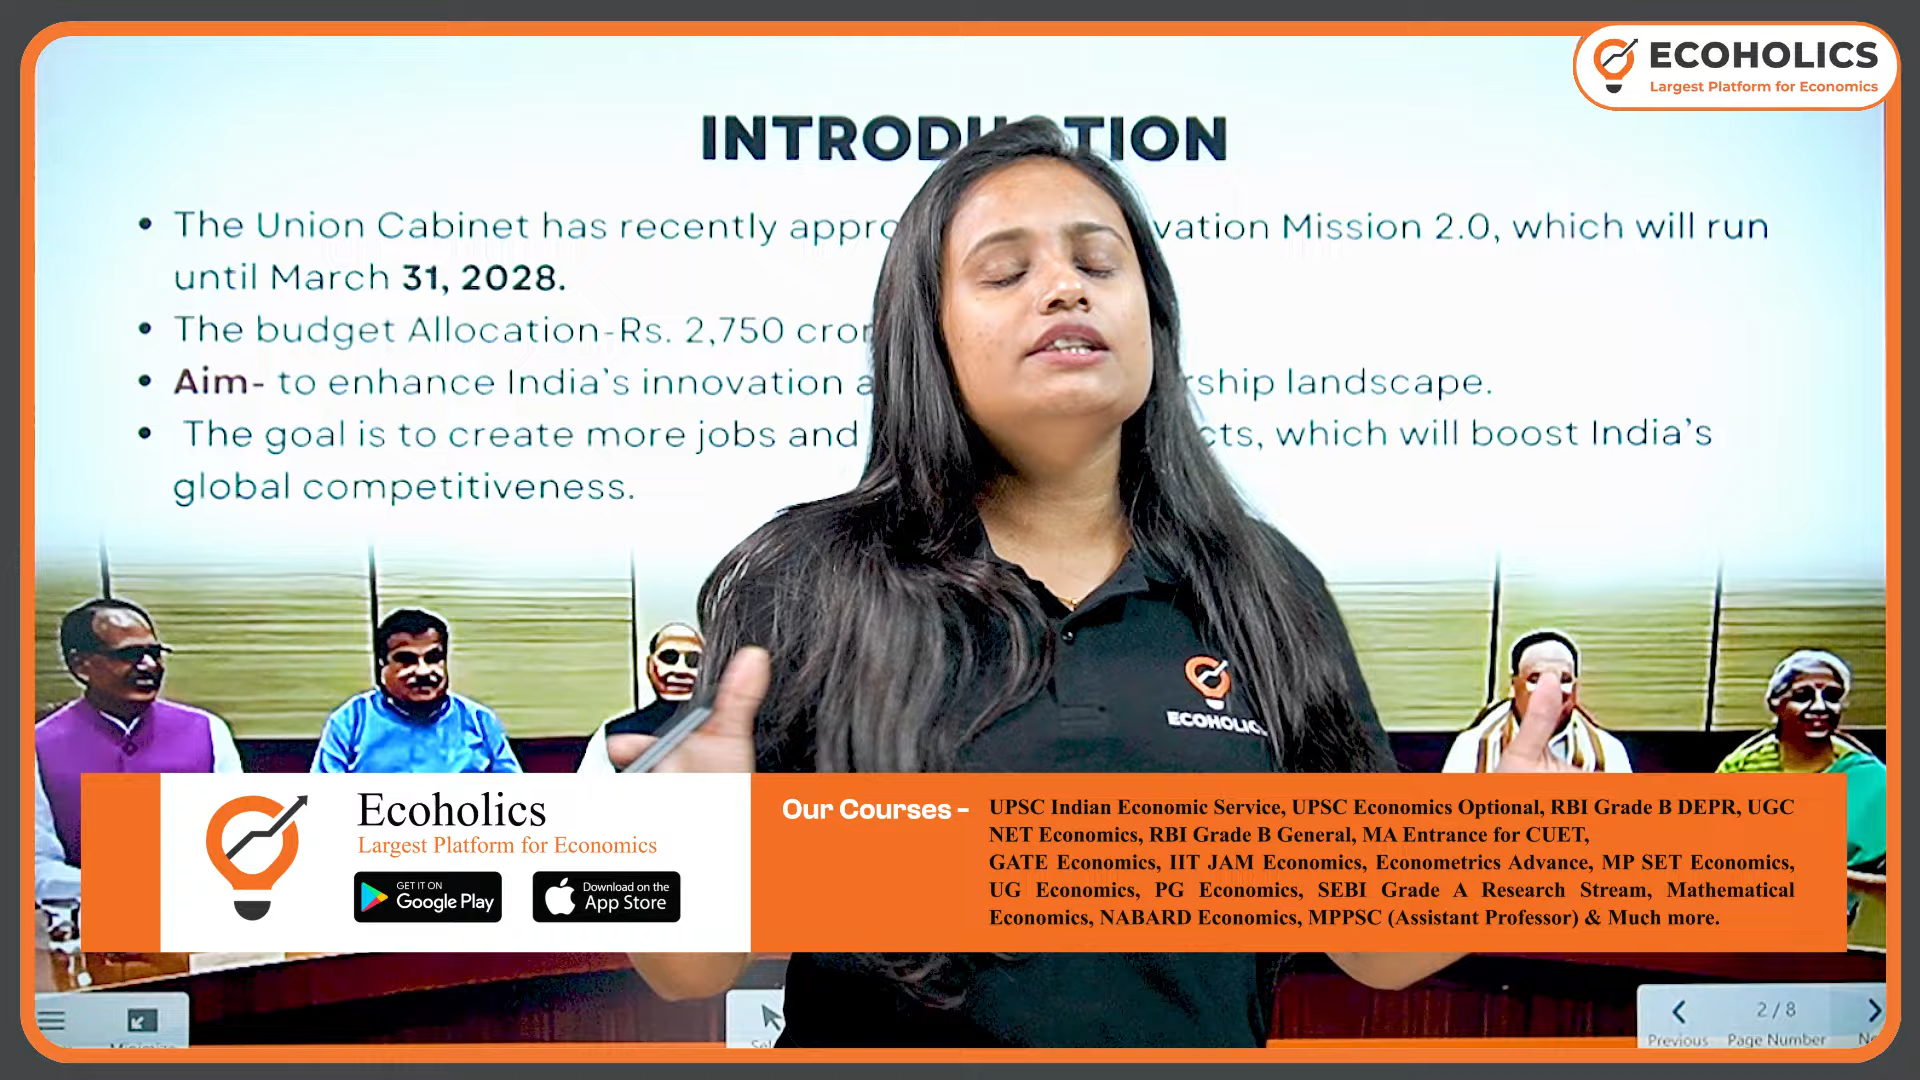 ECOHOLICS
Largest Platform for Economics
INTRODUCTION
• The Union Cabinet has recently appro vation Mission 2.0, which will run
until March 31, 2028.
• The budget Allocation-Rs. 2,750 cror
• Aim- to enhance India's innovation a rship landscape.
• The goal is to create more jobs and cts, which will boost India's
global competitiveness.
ECOHOLICS
Ecoholics
Largest Platform for Economics
GET IT ON
Google Play
Download on the
App Store
Our Courses -
UPSC Indian Economic Service, UPSC Economics Optional, RBI Grade B DEPR, UGC
NET Economics, RBI Grade B General, MA Entrance for CUET,
GATE Economics, IIT JAM Economics, Econometrics Advance, MP SET Economics,
UG Economics, PG Economics, SEBI Grade A Research Stream, Mathematical
Economics, NABARD Economics, MPPSC (Assistant Professor) & Much more.
2 / 8
Previous Page Number